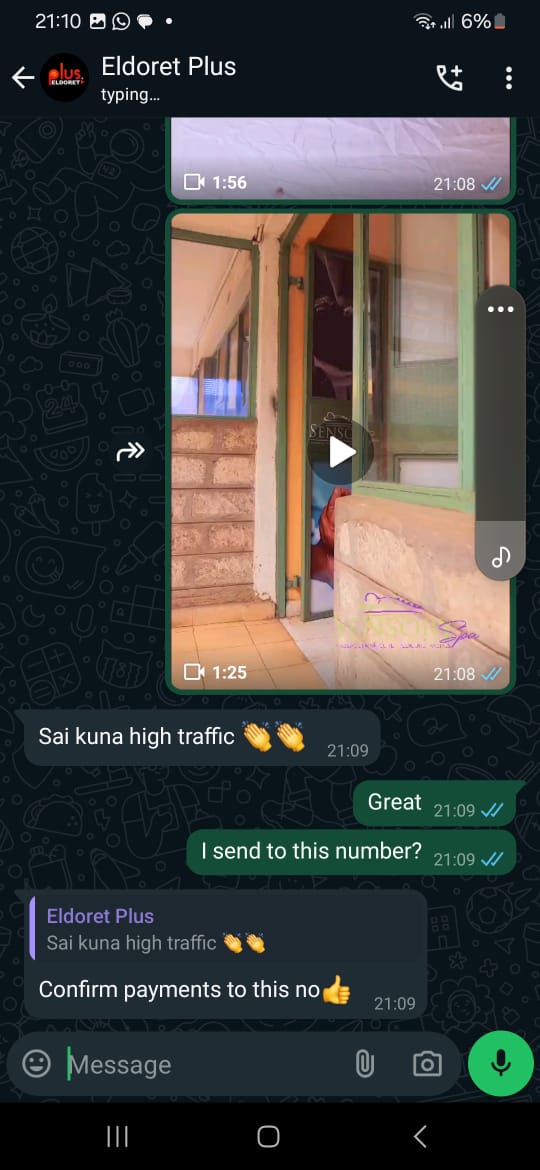 21:10
6%
plus.
ELDORET
Eldoret Plus
typing...
1:56
21:08
SENSO
Spa
1:25
21:08
Sai kuna high traffic 👏👏
21:09
Great
21:09
I send to this number?
21:09
Eldoret Plus
Sai kuna high traffic 👏👏
Confirm payments to this no👍
21:09
Message